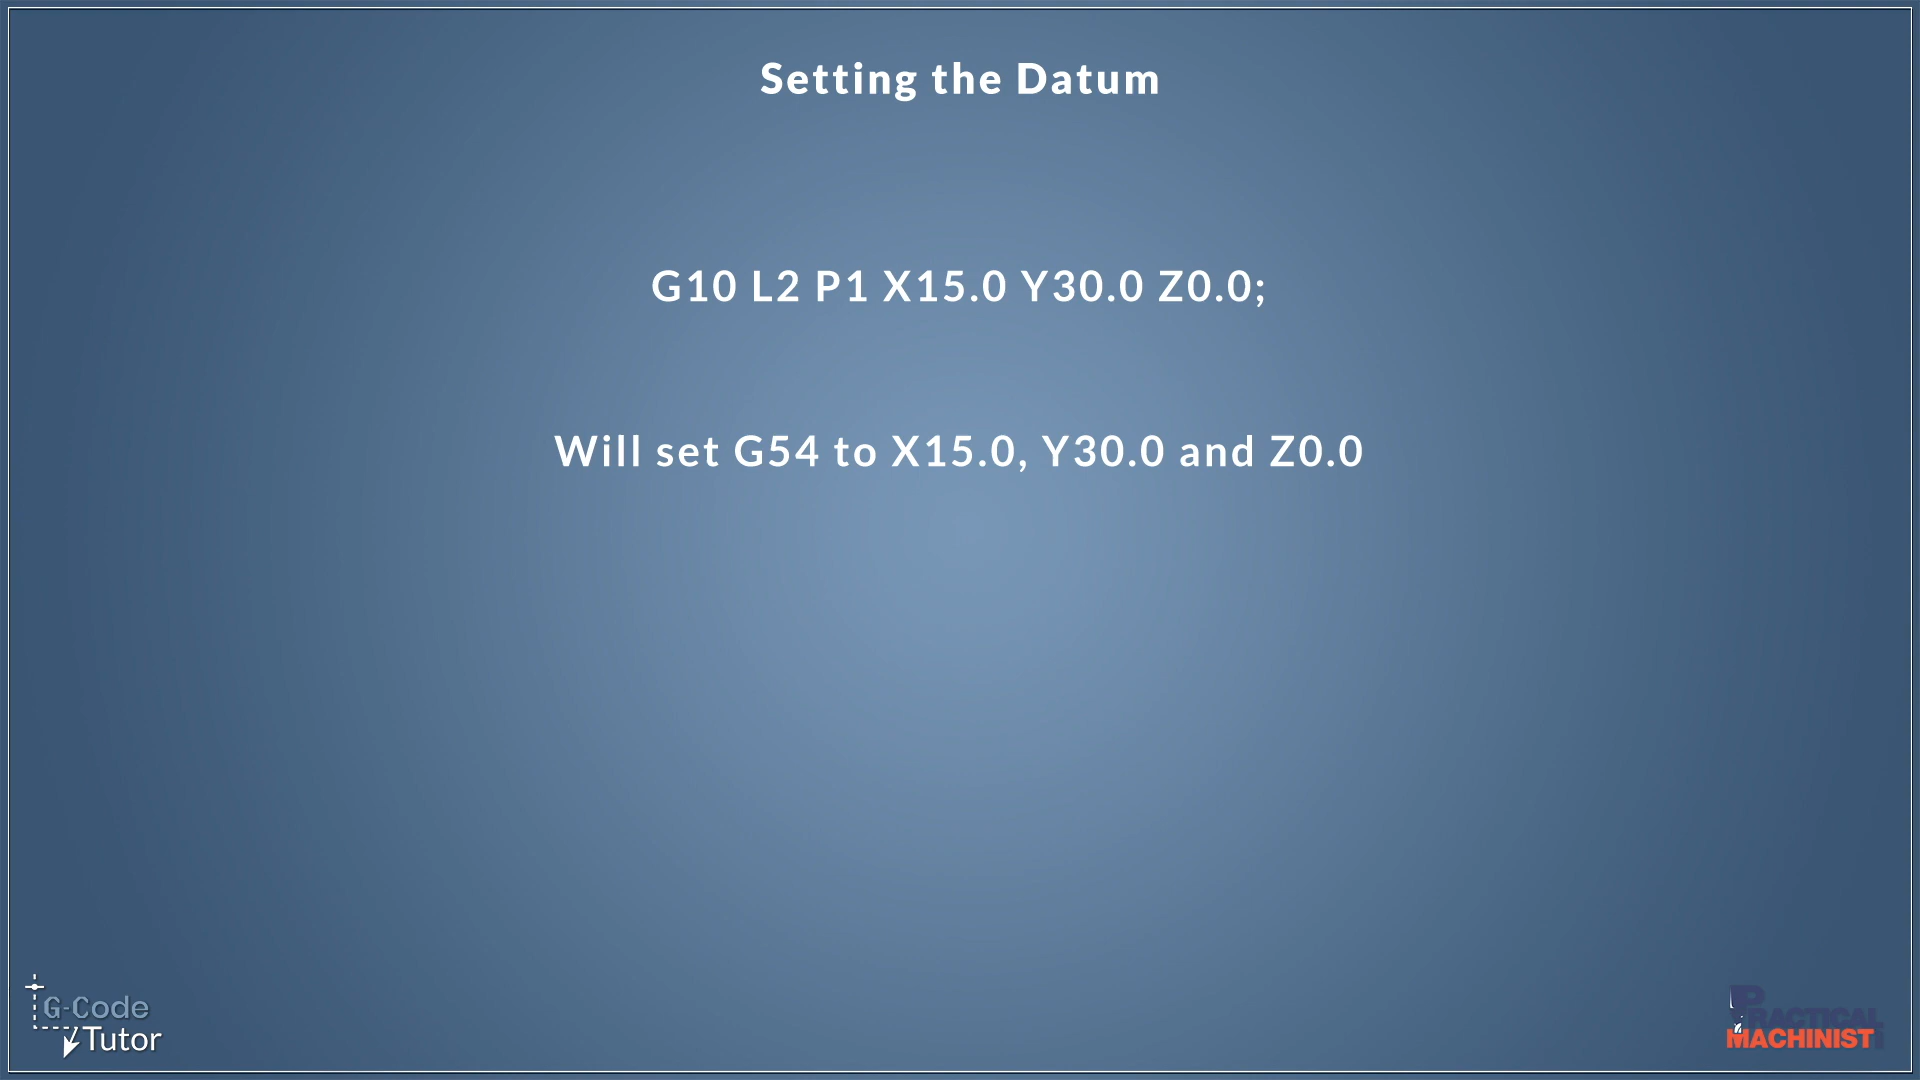 Setting the Datum
G10 L2 P1 X15.0 Y30.0 Z0.0;
Will set G54 to X15.0, Y30.0 and Z0.0
G-Code
Tutor
PRACTICAL
MACHINIST